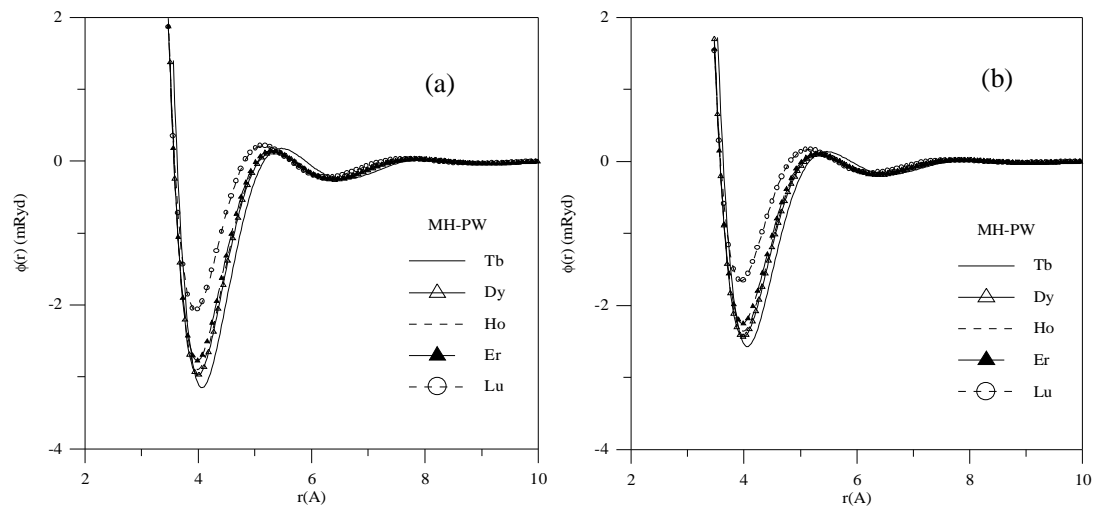 2
0
-2
-4
ϕ(r) (mRyd)
2
4
6
8
10
r(A)
(a)
MH-PW
Tb
Dy
Ho
Er
Lu
2
0
-2
-4
ϕ(r) (mRyd)
2
4
6
8
10
r(A)
(b)
MH-PW
Tb
Dy
Ho
Er
Lu